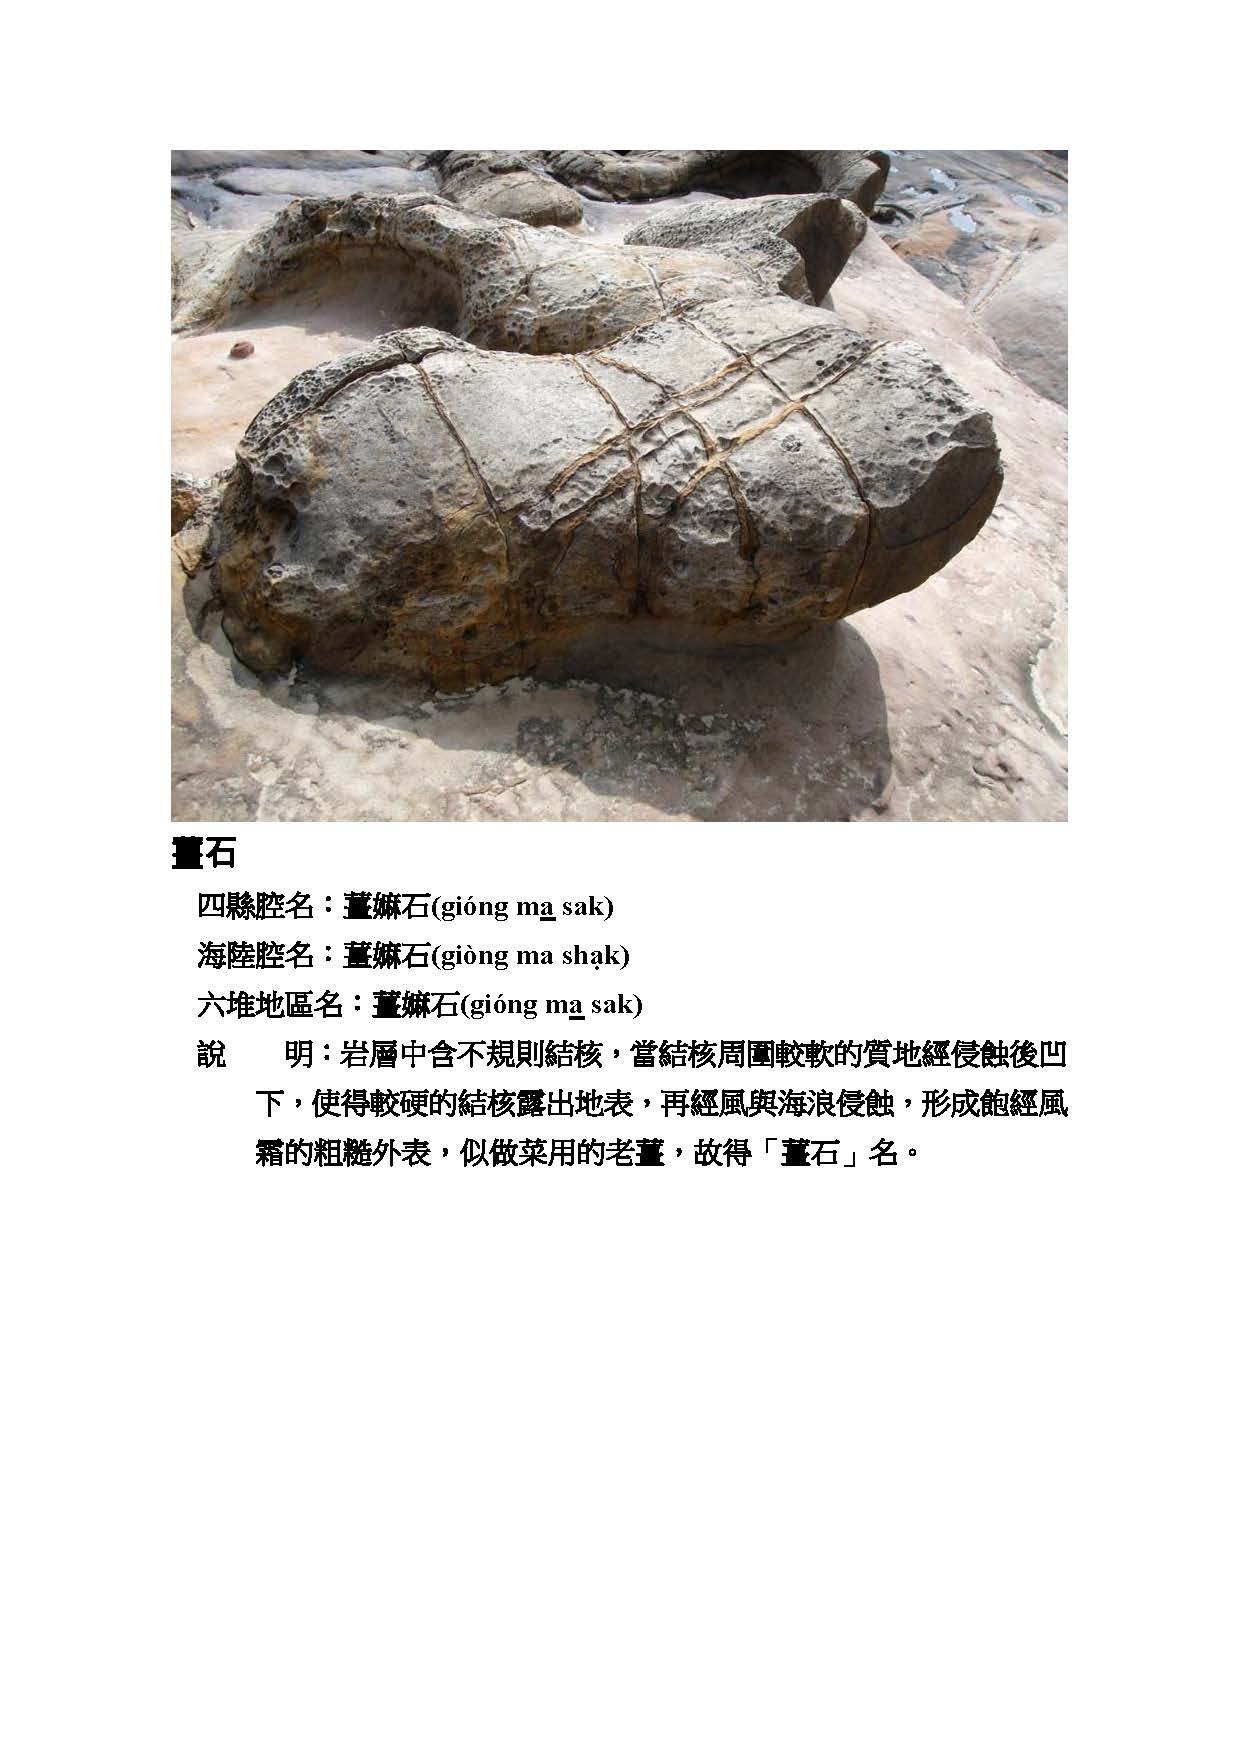 薑石
四縣腔名：薑嫲石(gióng ma̲ sak)
海陸腔名：薑嫲石(giòng ma shạk)
六堆地區名：薑嫲石(gióng ma̲ sak)
說　　明：岩層中含不規則結核，當結核周圍較軟的質地經侵蝕後凹
下，使得較硬的結核露出地表，再經風與海浪侵蝕，形成飽經風
霜的粗糙外表，似做菜用的老薑，故得「薑石」名。